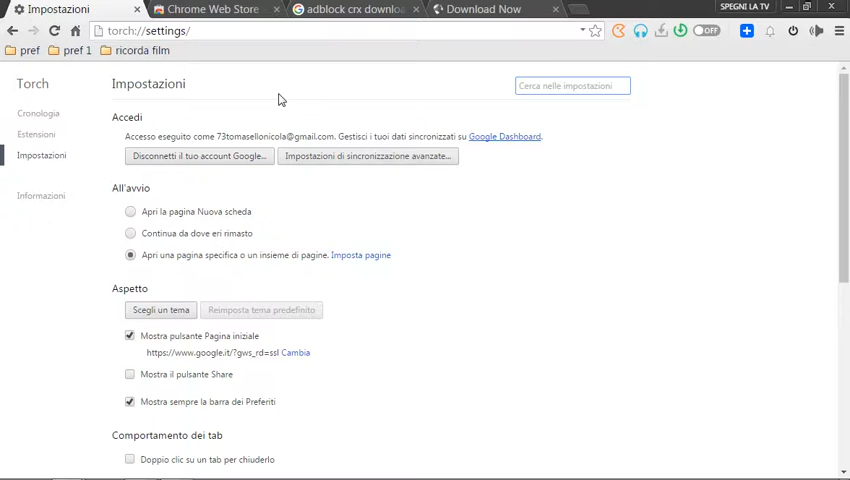 SPEGNI LA TV
Impostazioni
Chrome Web Store
adblock crx downloa
Download Now
torch://settings/
OFF
pref
pref 1
ricorda film
Torch
Cronologia
Estensioni
Impostazioni
Informazioni
Impostazioni
Cerca nelle impostazioni
Accedi
Accesso eseguito come 73tomasellonicola@gmail.com. Gestisci i tuoi dati sincronizzati su Google Dashboard.
Disconnetti il tuo account Google...
Impostazioni di sincronizzazione avanzate...
All'avvio
Apri la pagina Nuova scheda
Continua da dove eri rimasto
Apri una pagina specifica o un insieme di pagine. Imposta pagine
Aspetto
Scegli un tema
Reimposta tema predefinito
Mostra pulsante Pagina iniziale
https://www.google.it/?gws_rd=ssl Cambia
Mostra il pulsante Share
Mostra sempre la barra dei Preferiti
Comportamento dei tab
Doppio clic su un tab per chiuderlo